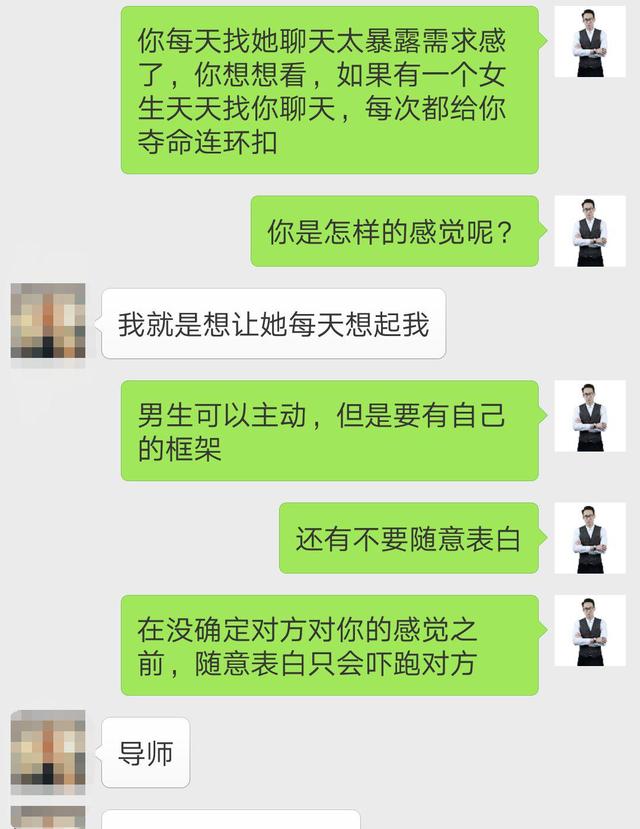 你每天找她聊天太暴露需求感
了，你想想看，如果有一个女
生天天找你聊天，每次都给你
夺命连环扣
你是怎样的感觉呢？
我就是想让她每天想起我
男生可以主动，但是要有自己
的框架
还有不要随意表白
在没确定对方对你的感觉之
前，随意表白只会吓跑对方
导师